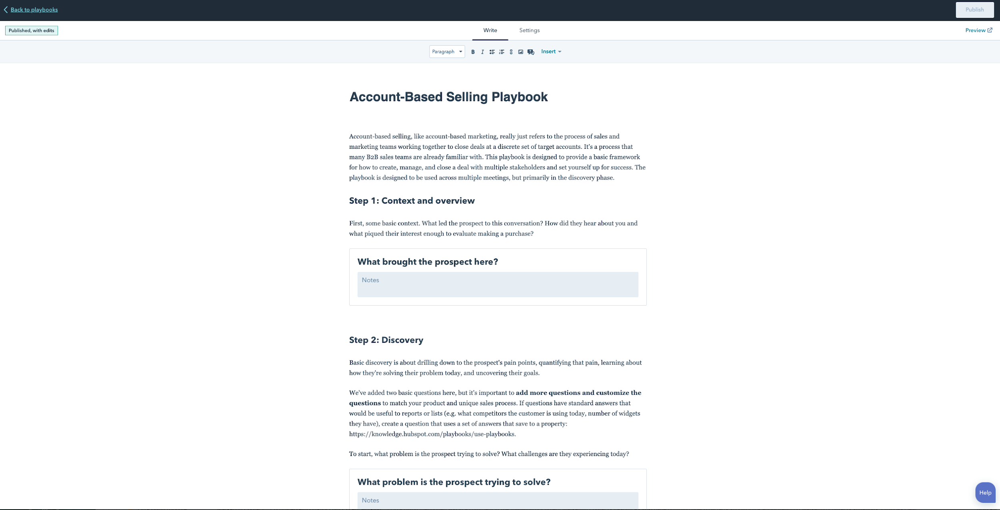 Back to playbooks
Publish
Published, with edits
Write
Settings
Preview
Paragraph
B
I
Insert
Account-Based Selling Playbook
Account-based selling, like account-based marketing, really just refers to the process of sales and
marketing teams working together to close deals at a discrete set of target accounts. It's a process that
many B2B sales teams are already familiar with. This playbook is designed to provide a basic framework
for how to create, manage, and close a deal with multiple stakeholders and set yourself up for success. The
playbook is designed to be used across multiple meetings, but primarily in the discovery phase.
Step 1: Context and overview
First, some basic context. What led the prospect to this conversation? How did they hear about you and
what piqued their interest enough to evaluate making a purchase?
What brought the prospect here?
Notes
Step 2: Discovery
Basic discovery is about drilling down to the prospect's pain points, quantifying that pain, learning about
how they're solving their problem today, and uncovering their goals.
We've added two basic questions here, but it's important to add more questions and customize the
questions to match your product and unique sales process. If questions have standard answers that
would be useful to reports or lists (e.g. what competitors the customer is using today, number of widgets
they have), create a question that uses a set of answers that save to a property:
https://knowledge.hubspot.com/playbooks/use-playbooks.
To start, what problem is the prospect trying to solve? What challenges are they experiencing today?
What problem is the prospect trying to solve?
Notes
Help